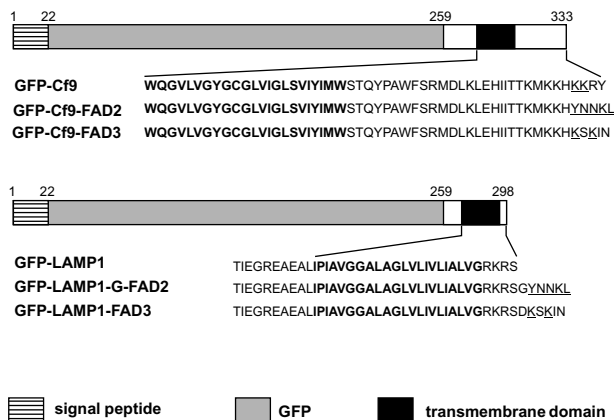 1 22 259 333
GFP-Cf9 WQGVLVGYGCGLVIGLSVIYIMWSTQYPAWFSRMDLKLEHIITTKMKKHKKRY
GFP-Cf9-FAD2 WQGVLVGYGCGLVIGLSVIYIMWSTQYPAWFSRMDLKLEHIITTKMKKHYNNKL
GFP-Cf9-FAD3 WQGVLVGYGCGLVIGLSVIYIMWSTQYPAWFSRMDLKLEHIITTKMKKHKSKIN
1 22 259 298
GFP-LAMP1 TIEGREAEALIPIAVGGALAGLVLIVLIALVGRKRS
GFP-LAMP1-G-FAD2 TIEGREAEALIPIAVGGALAGLVLIVLIALVGRKRSGYNNKL
GFP-LAMP1-FAD3 TIEGREAEALIPIAVGGALAGLVLIVLIALVGRKRSDKSKIN
signal peptide GFP transmembrane domain